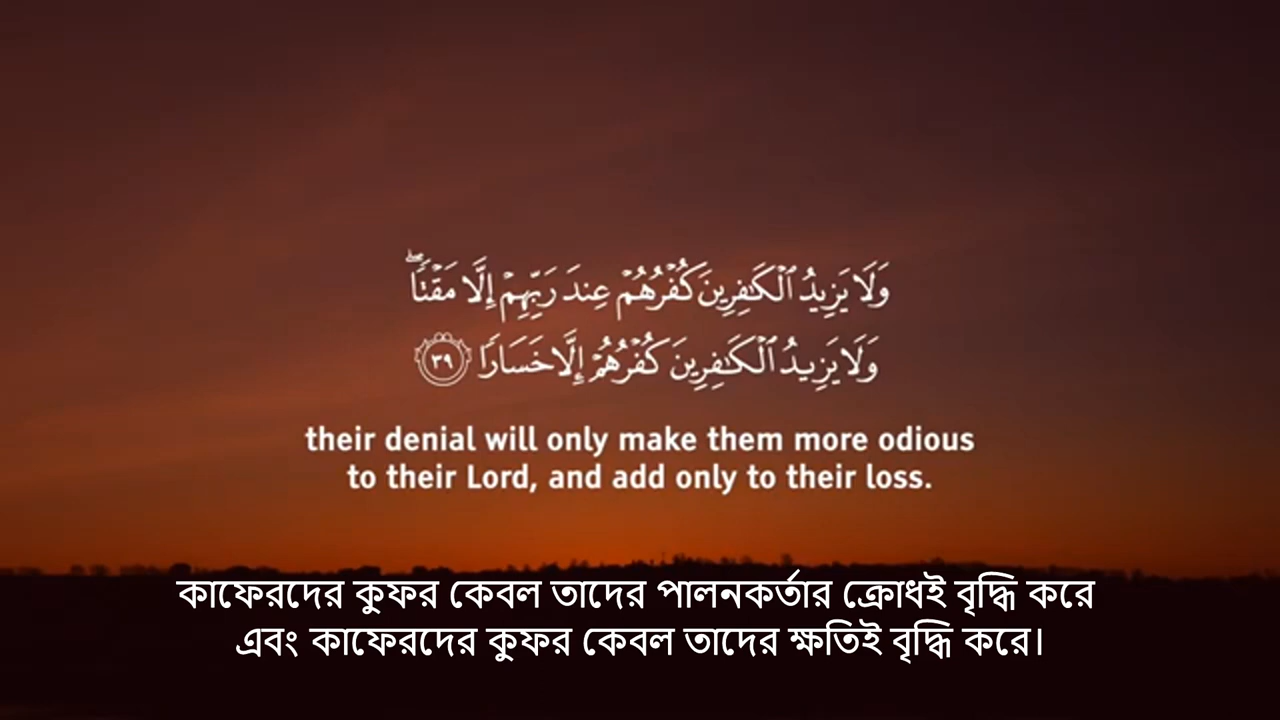 وَلَا يَزِيدُ ٱلْكَـٰفِرِينَ كُفْرُهُمْ عِندَ رَبِّهِمْ إِلَّا مَقْتًا ۖ
وَلَا يَزِيدُ ٱلْكَـٰفِرِينَ كُفْرُهُمْ إِلَّا خَسَارًا ٣٩
their denial will only make them more odious
to their Lord, and add only to their loss.
কাফেরদের কুফর কেবল তাদের পালনকর্তার ক্রোধই বৃদ্ধি করে
এবং কাফেরদের কুফর কেবল তাদের ক্ষতিই বৃদ্ধি করে।